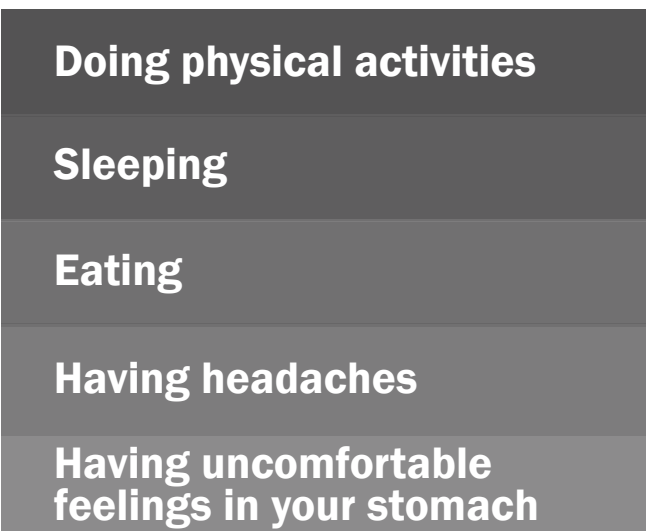 Doing physical activities
Sleeping
Eating
Having headaches
Having uncomfortable
feelings in your stomach